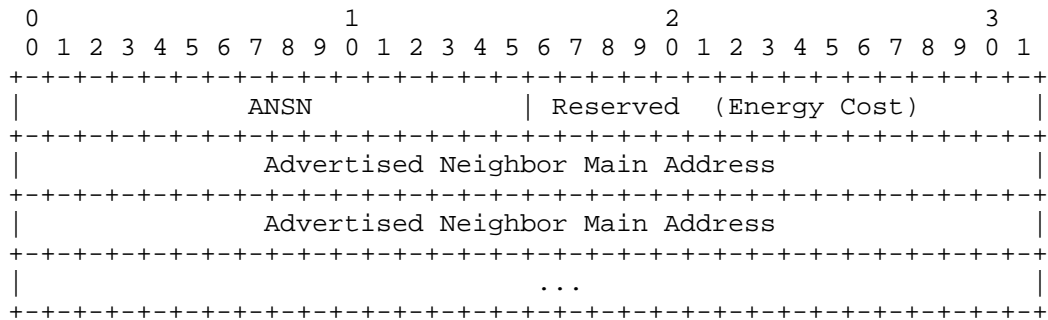 0                   1                   2                   3
 0 1 2 3 4 5 6 7 8 9 0 1 2 3 4 5 6 7 8 9 0 1 2 3 4 5 6 7 8 9 0 1
+-+-+-+-+-+-+-+-+-+-+-+-+-+-+-+-+-+-+-+-+-+-+-+-+-+-+-+-+-+-+-+-+
|              ANSN             | Reserved  (Energy Cost)       |
+-+-+-+-+-+-+-+-+-+-+-+-+-+-+-+-+-+-+-+-+-+-+-+-+-+-+-+-+-+-+-+-+
|               Advertised Neighbor Main Address                |
+-+-+-+-+-+-+-+-+-+-+-+-+-+-+-+-+-+-+-+-+-+-+-+-+-+-+-+-+-+-+-+-+
|               Advertised Neighbor Main Address                |
+-+-+-+-+-+-+-+-+-+-+-+-+-+-+-+-+-+-+-+-+-+-+-+-+-+-+-+-+-+-+-+-+
|                                ...                            |
+-+-+-+-+-+-+-+-+-+-+-+-+-+-+-+-+-+-+-+-+-+-+-+-+-+-+-+-+-+-+-+-+